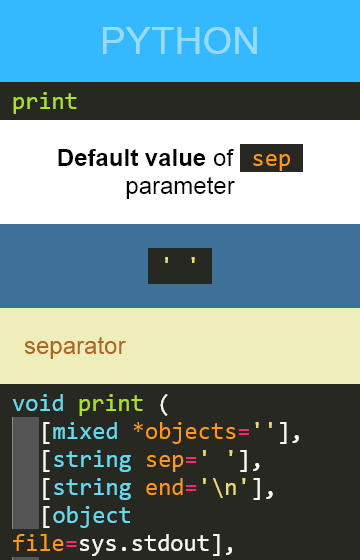 PYTHON
print
Default value of sep
parameter
' '
separator
void print (
[mixed *objects=''],
[string sep=' '],
[string end='\n'],
[object
file=sys.stdout],